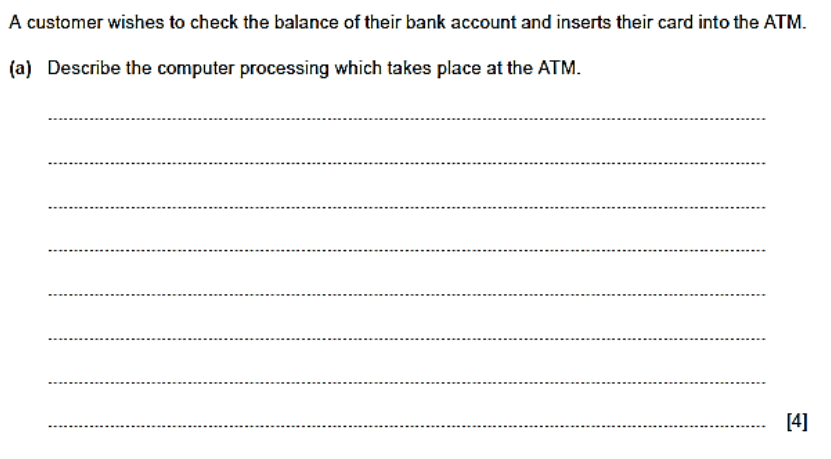 A customer wishes to check the balance of their bank account and inserts their card into the ATM.
(a) Describe the computer processing which takes place at the ATM.
[4]